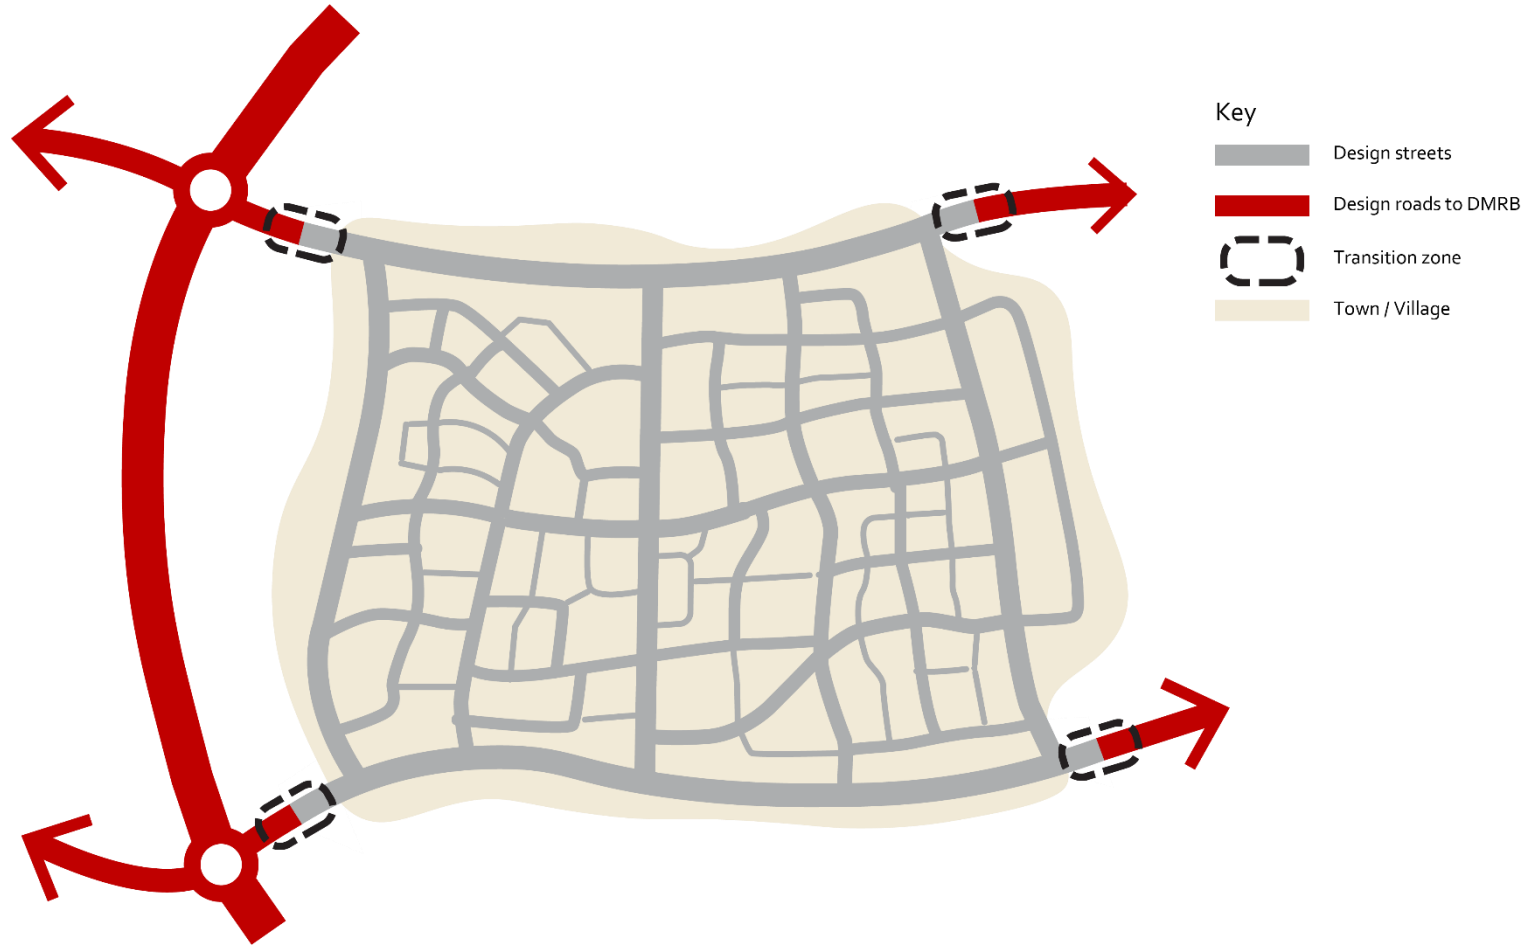 Key
Design streets
Design roads to DMRB
Transition zone
Town / Village